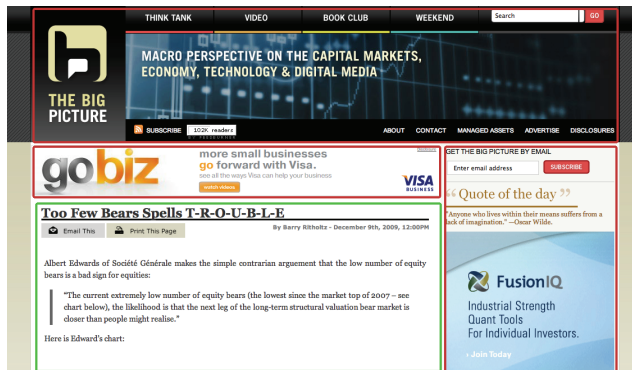 THINK TANK
VIDEO
BOOK CLUB
WEEKEND
Search
GO
MACRO PERSPECTIVE ON THE CAPITAL MARKETS,
ECONOMY, TECHNOLOGY & DIGITAL MEDIA
THE BIG
PICTURE
SUBSCRIBE
102K readers
ABOUT
CONTACT
MANAGED ASSETS
ADVERTISE
DISCLOSURES
gobiz
more small businesses
go forward with Visa.
see all the ways Visa can help your business
watch videos
VISA
BUSINESS
GET THE BIG PICTURE BY EMAIL
Enter email address
SUBSCRIBE
“ Quote of the day ”
"Anyone who lives within their means suffers from a
lack of imagination." —Oscar Wilde.
Too Few Bears Spells T-R-O-U-B-L-E
Email This
Print This Page
By Barry Ritholtz - December 9th, 2009, 12:00PM
Albert Edwards of Société Générale makes the simple contrarian arguement that the low number of equity
bears is a bad sign for equities:
“The current extremely low number of equity bears (the lowest since the market top of 2007 – see
chart below), the likelihood is that the next leg of the long-term structural valuation bear market is
closer than people might realise.”
Here is Edward's chart:
FusionIQ
Industrial Strength
Quant Tools
For Individual Investors.
› Join Today